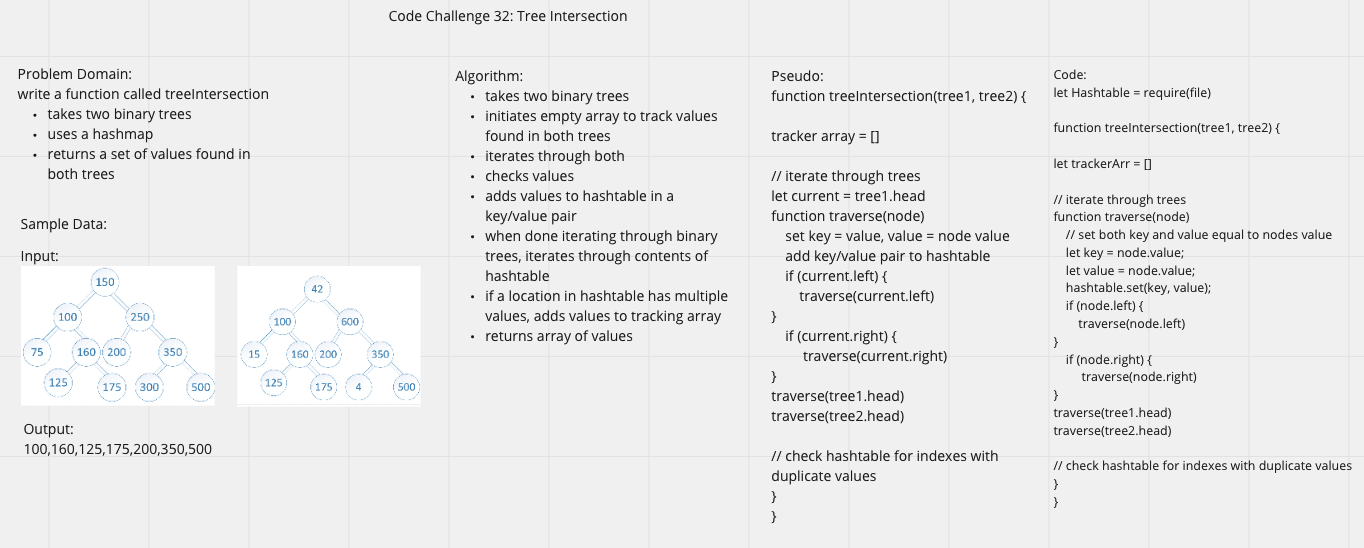 Code Challenge 32: Tree Intersection
Problem Domain:
write a function called treeIntersection
• takes two binary trees
• uses a hashmap
• returns a set of values found in
both trees
Sample Data:
Input:
150
100 250
75 160 200 350
125 175 300 500
42
100 600
15 160 200 350
125 175 4 500
Output:
100,160,125,175,200,350,500
Algorithm:
• takes two binary trees
• initiates empty array to track values
found in both trees
• iterates through both
• checks values
• adds values to hashtable in a
key/value pair
• when done iterating through binary
trees, iterates through contents of
hashtable
• if a location in hashtable has multiple
values, adds values to tracking array
• returns array of values
Pseudo:
function treeIntersection(tree1, tree2) {
tracker array = []
// iterate through trees
let current = tree1.head
function traverse(node)
set key = value, value = node value
add key/value pair to hashtable
if (current.left) {
traverse(current.left)
}
if (current.right) {
traverse(current.right)
}
traverse(tree1.head)
traverse(tree2.head)
// check hashtable for indexes with
duplicate values
}
}
Code:
let Hashtable = require(file)
function treeIntersection(tree1, tree2) {
let trackerArr = []
// iterate through trees
function traverse(node)
// set both key and value equal to nodes value
let key = node.value;
let value = node.value;
hashtable.set(key, value);
if (node.left) {
traverse(node.left)
}
if (node.right) {
traverse(node.right)
}
traverse(tree1.head)
traverse(tree2.head)
// check hashtable for indexes with duplicate values
}
}